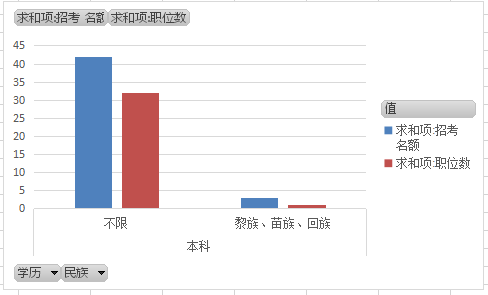 求和项:招考 名额 求和项:职位数
45
40
35
30
25
20
15
10
5
0
不限 黎族、苗族、回族
本科
值
求和项:招考
名额
求和项:职位数
学历 民族